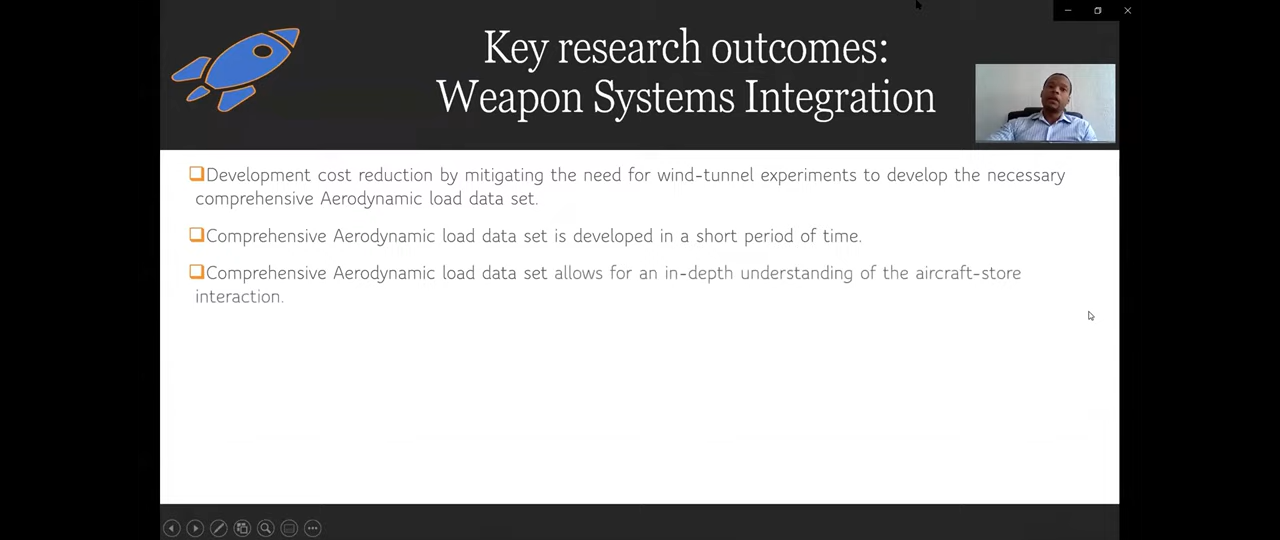 Key research outcomes:
Weapon Systems Integration
Development cost reduction by mitigating the need for wind-tunnel experiments to develop the necessary
comprehensive Aerodynamic load data set.
Comprehensive Aerodynamic load data set is developed in a short period of time.
Comprehensive Aerodynamic load data set allows for an in-depth understanding of the aircraft-store
interaction.